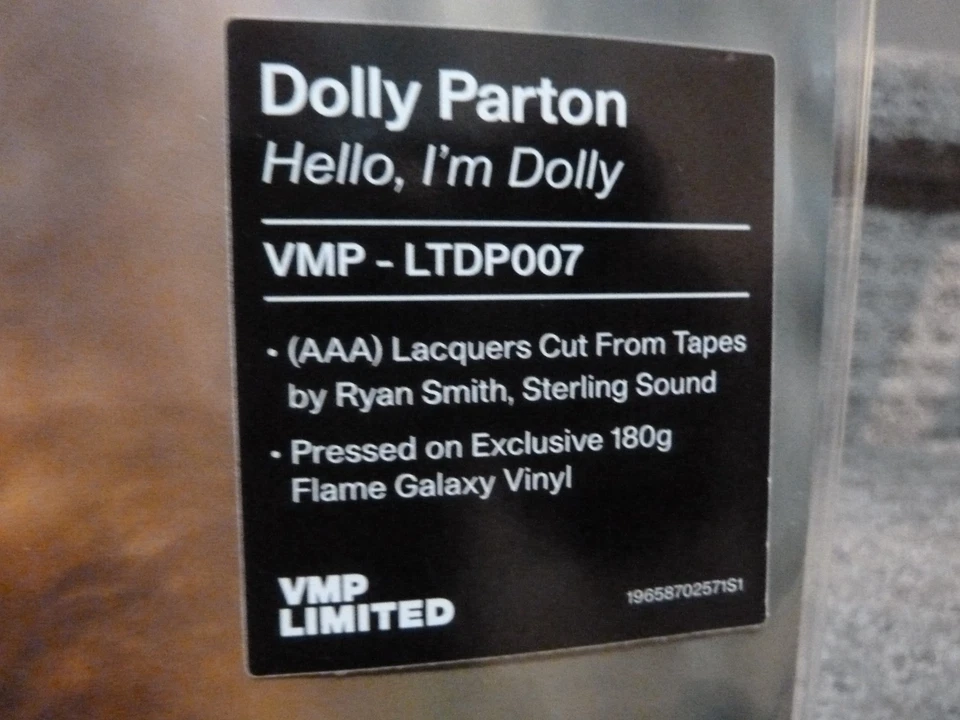 Dolly Parton
Hello, I'm Dolly
VMP - LTDP007
• (AAA) Lacquers Cut From Tapes
by Ryan Smith, Sterling Sound
• Pressed on Exclusive 180g
Flame Galaxy Vinyl
VMP
LIMITED
19658702571S1